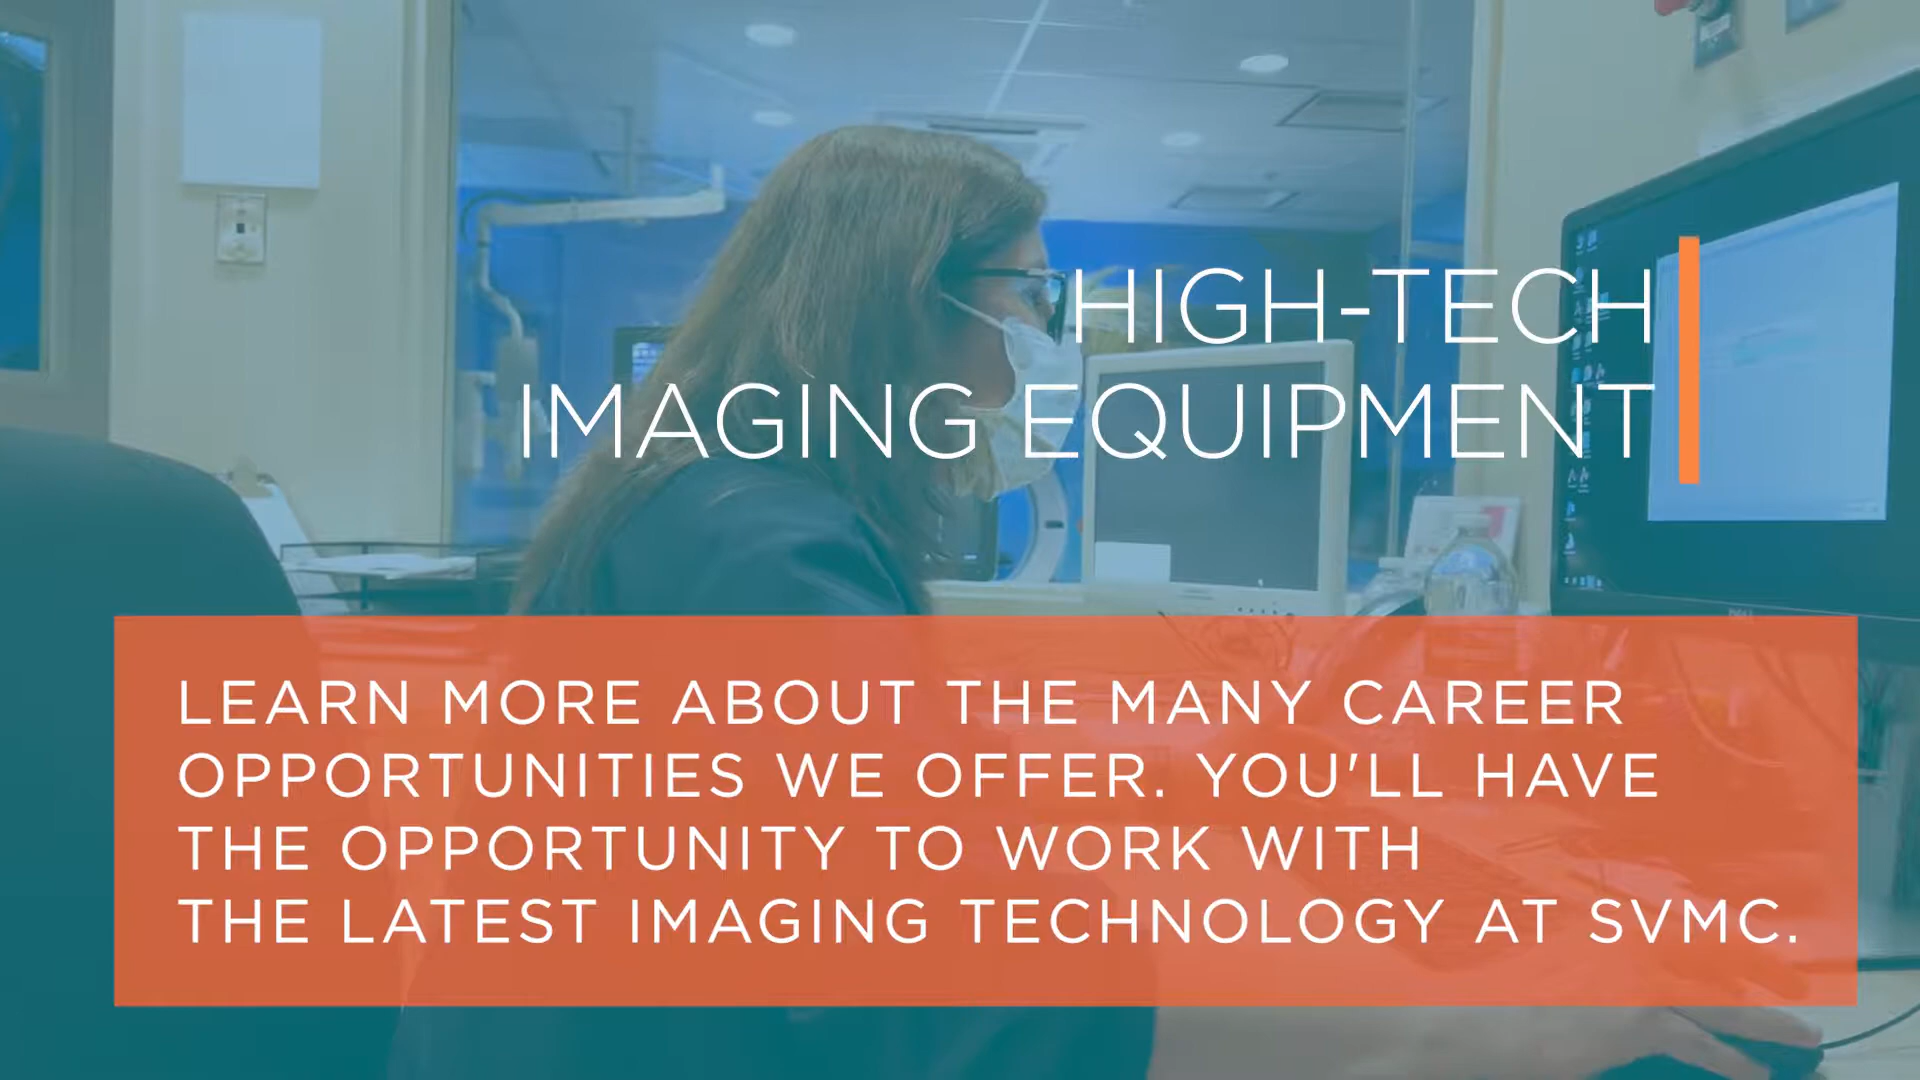 HIGH-TECH
IMAGING EQUIPMENT
LEARN MORE ABOUT THE MANY CAREER
OPPORTUNITIES WE OFFER. YOU'LL HAVE
THE OPPORTUNITY TO WORK WITH
THE LATEST IMAGING TECHNOLOGY AT SVMC.